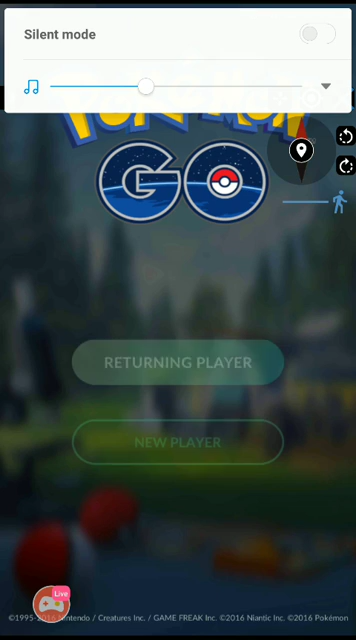 Silent mode
POKÉMON
GO
RETURNING PLAYER
NEW PLAYER
Live
©1995-2016 Nintendo / Creatures Inc. / GAME FREAK Inc. ©2016 Niantic Inc. ©2016 Pokémon